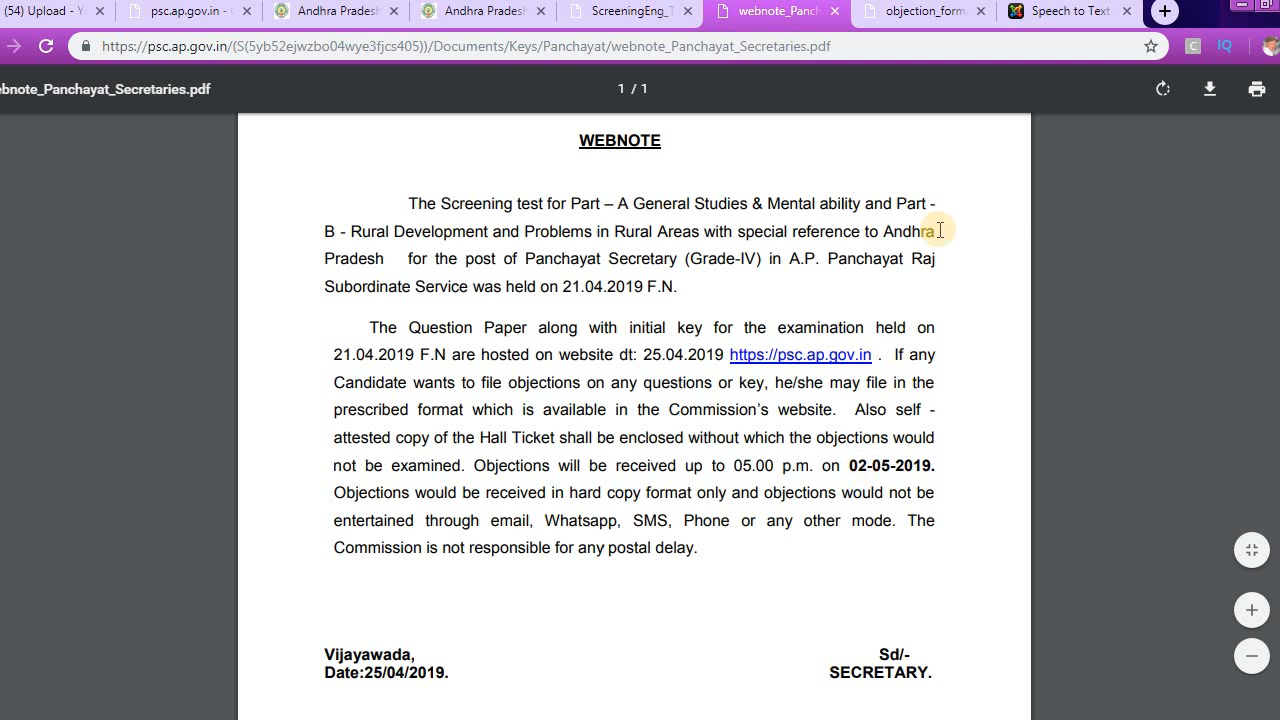 (54) Upload - Y
psc.ap.gov.in -
Andhra Pradesh
Andhra Pradesh
ScreeningEng_T
webnote_Panch
objection_form
Speech to Text
https://psc.ap.gov.in/(S(5yb52ejwzbo04wye3fjcs405))/Documents/Keys/Panchayat/webnote_Panchayat_Secretaries.pdf
C IQ
ebnote_Panchayat_Secretaries.pdf
1 / 1
WEBNOTE
The Screening test for Part – A General Studies & Mental ability and Part -
B - Rural Development and Problems in Rural Areas with special reference to Andhra
Pradesh for the post of Panchayat Secretary (Grade-IV) in A.P. Panchayat Raj
Subordinate Service was held on 21.04.2019 F.N.
The Question Paper along with initial key for the examination held on
21.04.2019 F.N are hosted on website dt: 25.04.2019 https://psc.ap.gov.in . If any
Candidate wants to file objections on any questions or key, he/she may file in the
prescribed format which is available in the Commission’s website. Also self -
attested copy of the Hall Ticket shall be enclosed without which the objections would
not be examined. Objections will be received up to 05.00 p.m. on 02-05-2019.
Objections would be received in hard copy format only and objections would not be
entertained through email, Whatsapp, SMS, Phone or any other mode. The
Commission is not responsible for any postal delay.
Vijayawada,
Date:25/04/2019.
Sd/-
SECRETARY.